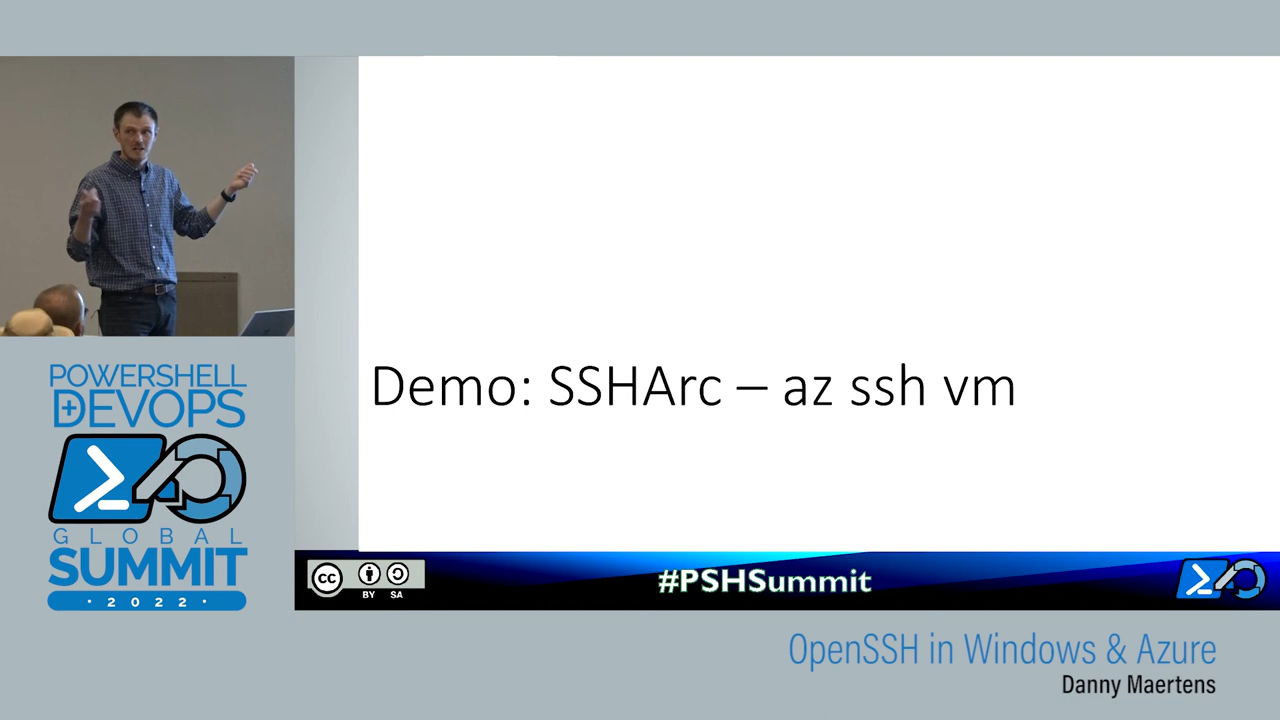 POWERSHELL
+DEVOPS
GLOBAL
SUMMIT
· 2022 ·
Demo: SSHArc – az ssh vm
cc BY SA
#PSHSummit
OpenSSH in Windows & Azure
Danny Maertens